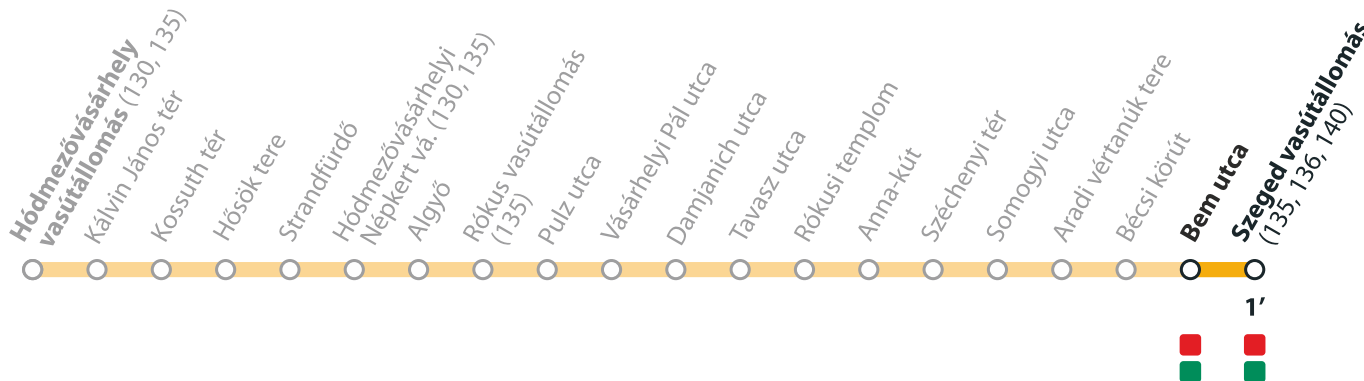 Hódmezővásárhely
vasútállomás (130, 135)
Kálvin János tér
Kossuth tér
Hősök tere
Strandfürdő
Hódmezővásárhelyi
Népkert vá. (130, 135)
Algyő
Rókus vasútállomás
(135)
Pulz utca
Vásárhelyi Pál utca
Damjanich utca
Tavasz utca
Rókusi templom
Anna-kút
Széchenyi tér
Somogyi utca
Aradi vértanúk tere
Bécsi körút
Bem utca
Szeged vasútállomás
(135, 136, 140)
1’